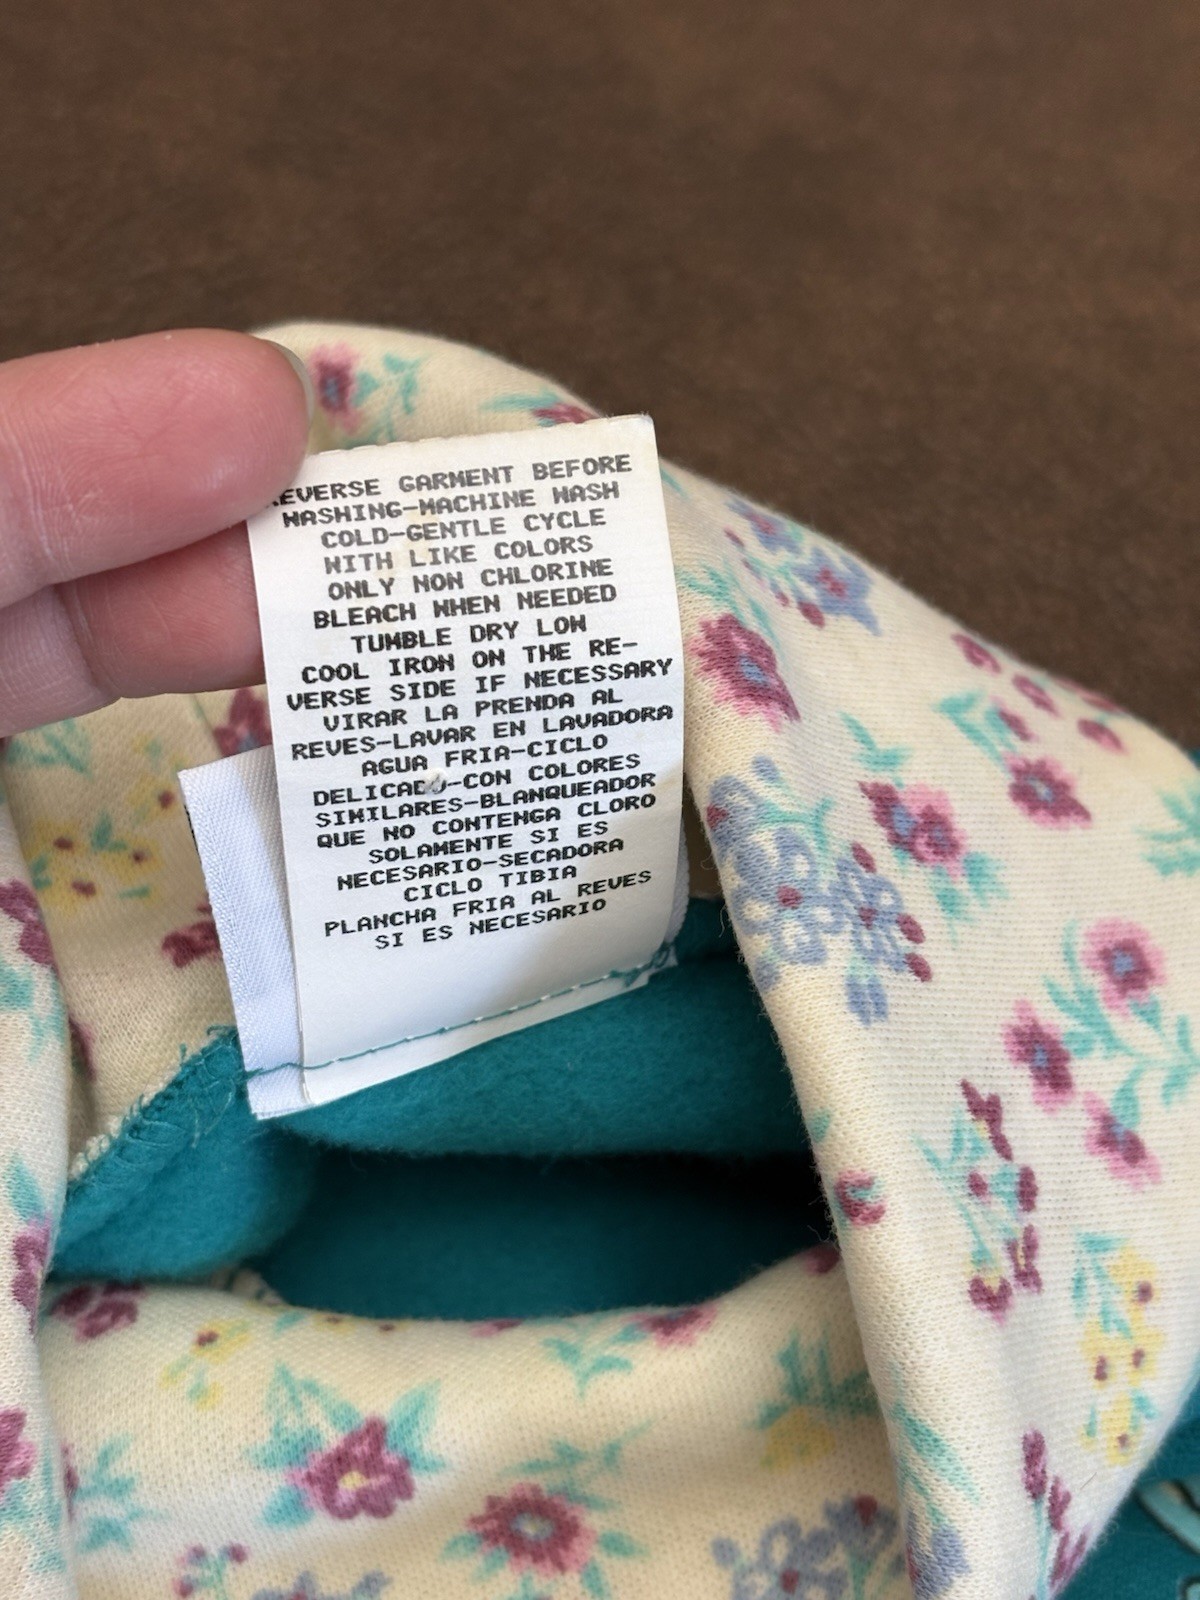 REVERSE GARMENT BEFORE
WASHING-MACHINE WASH
COLD-GENTLE CYCLE
WITH LIKE COLORS
ONLY NON CHLORINE
BLEACH WHEN NEEDED
TUMBLE DRY LOW
COOL IRON ON THE RE-
VERSE SIDE IF NECESSARY
VIRAR LA PRENDA AL
REVES-LAVAR EN LAVADORA
AGUA FRIA-CICLO
DELICADO-CON COLORES
SIMILARES-BLANQUEADOR
QUE NO CONTENGA CLORO
SOLAMENTE SI ES
NECESARIO-SECADORA
CICLO TIBIA
PLANCHA FRIA AL REVES
SI ES NECESARIO